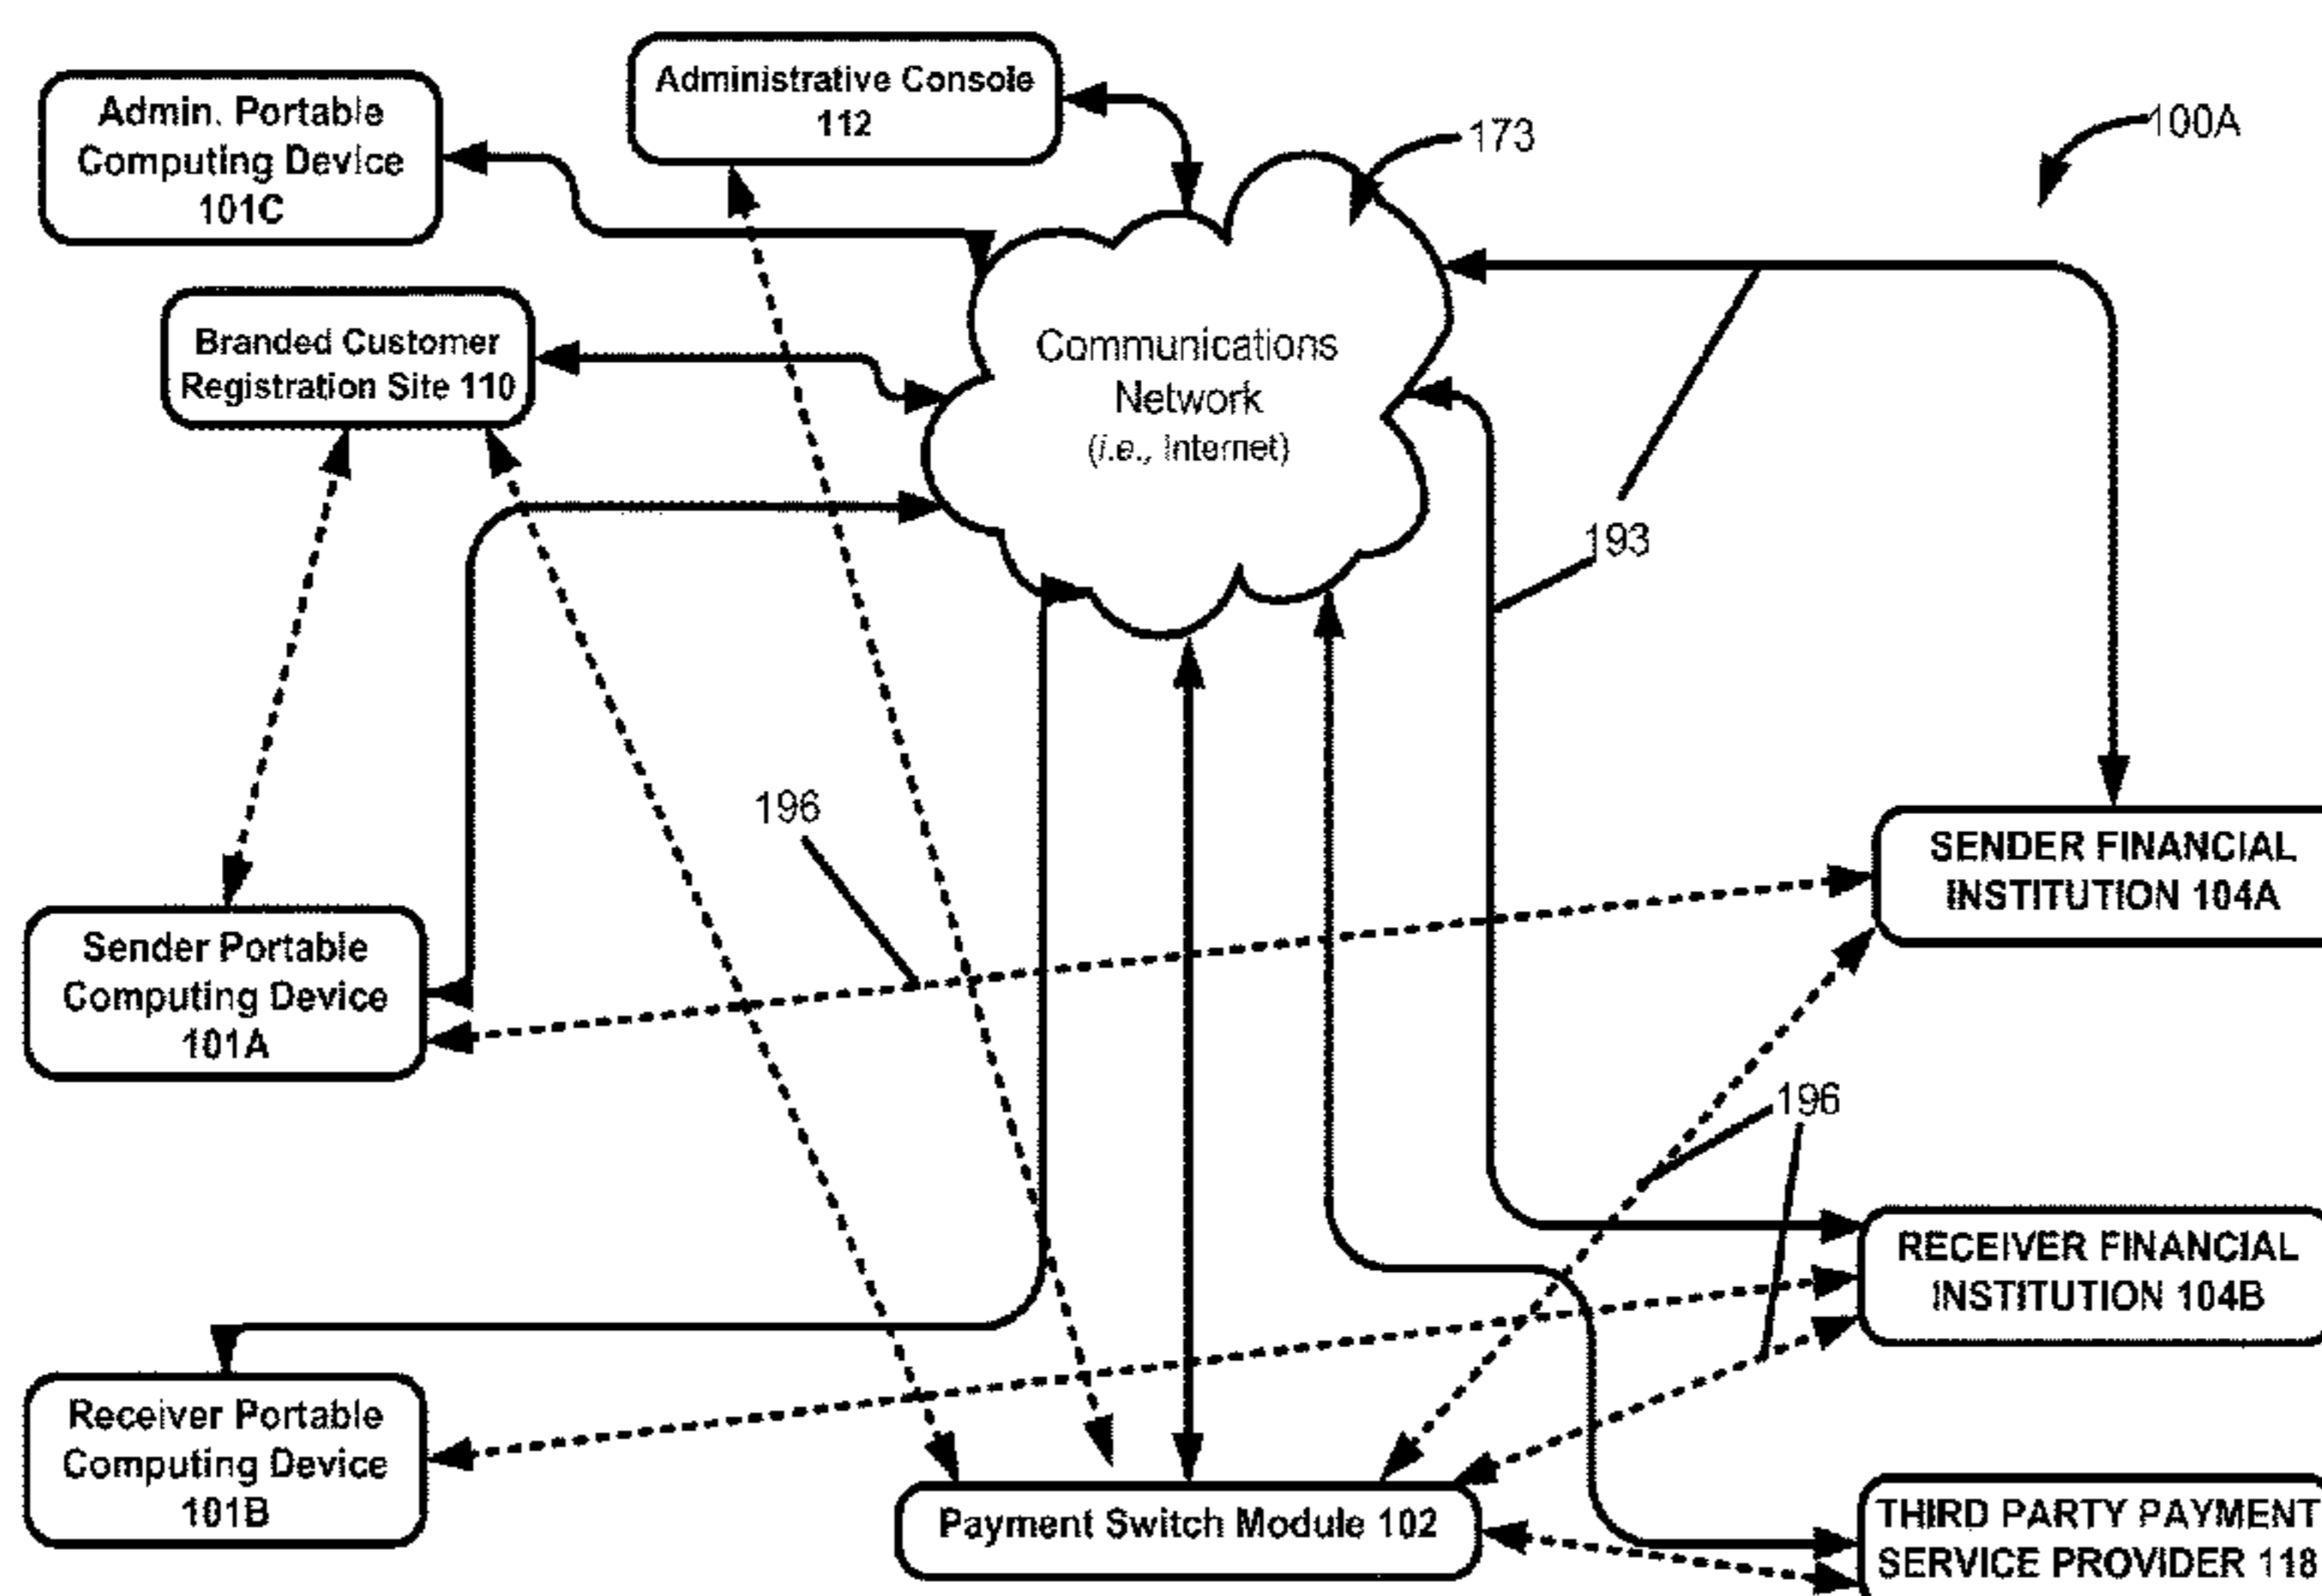 Administrative Console
112
Admin. Portable
Computing Device
101C
173
100A
Branded Customer
Registration Site 110
Communications
Network
(i.e., Internet)
193
196
SENDER FINANCIAL
INSTITUTION 104A
Sender Portable
Computing Device
101A
196
RECEIVER FINANCIAL
INSTITUTION 104B
Receiver Portable
Computing Device
101B
Payment Switch Module 102
THIRD PARTY PAYMENT
SERVICE PROVIDER 118